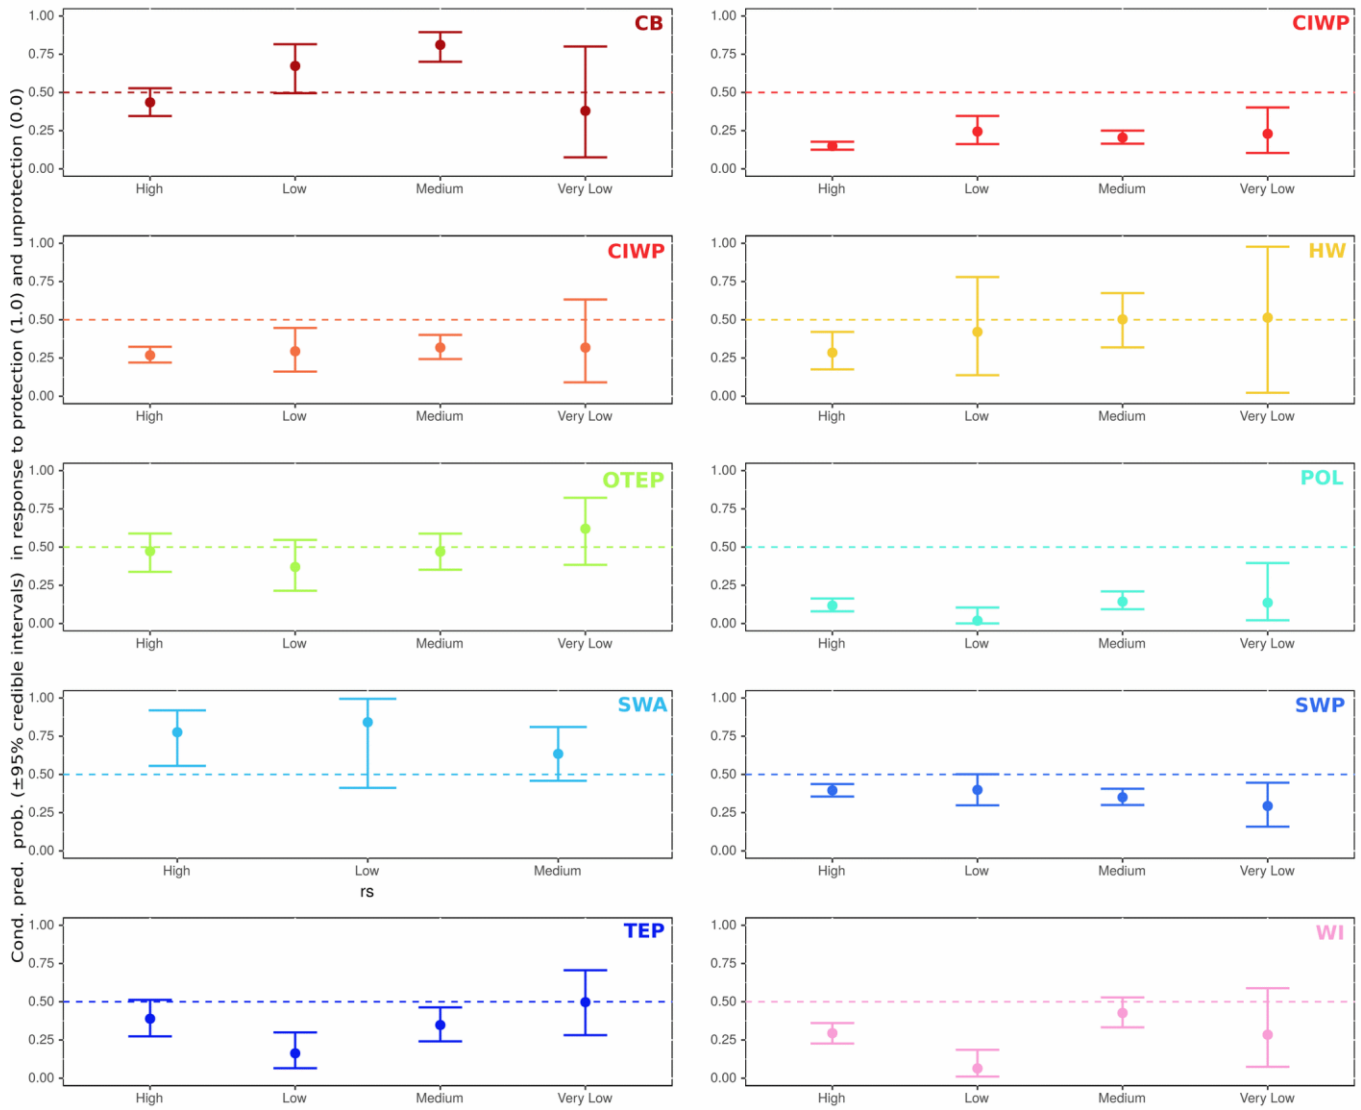 Cond. pred. prob. (±95% credible intervals) in response to protection (1.0) and unprotection (0.0)
CB
1.00
0.75
0.50
0.25
0.00
High Low Medium Very Low
CIWP
1.00
0.75
0.50
0.25
0.00
High Low Medium Very Low
CIWP
1.00
0.75
0.50
0.25
0.00
High Low Medium Very Low
HW
1.00
0.75
0.50
0.25
0.00
High Low Medium Very Low
OTEP
1.00
0.75
0.50
0.25
0.00
High Low Medium Very Low
POL
1.00
0.75
0.50
0.25
0.00
High Low Medium Very Low
SWA
1.00
0.75
0.50
0.25
0.00
High Low Medium
rs
SWP
1.00
0.75
0.50
0.25
0.00
High Low Medium Very Low
TEP
1.00
0.75
0.50
0.25
0.00
High Low Medium Very Low
WI
1.00
0.75
0.50
0.25
0.00
High Low Medium Very Low